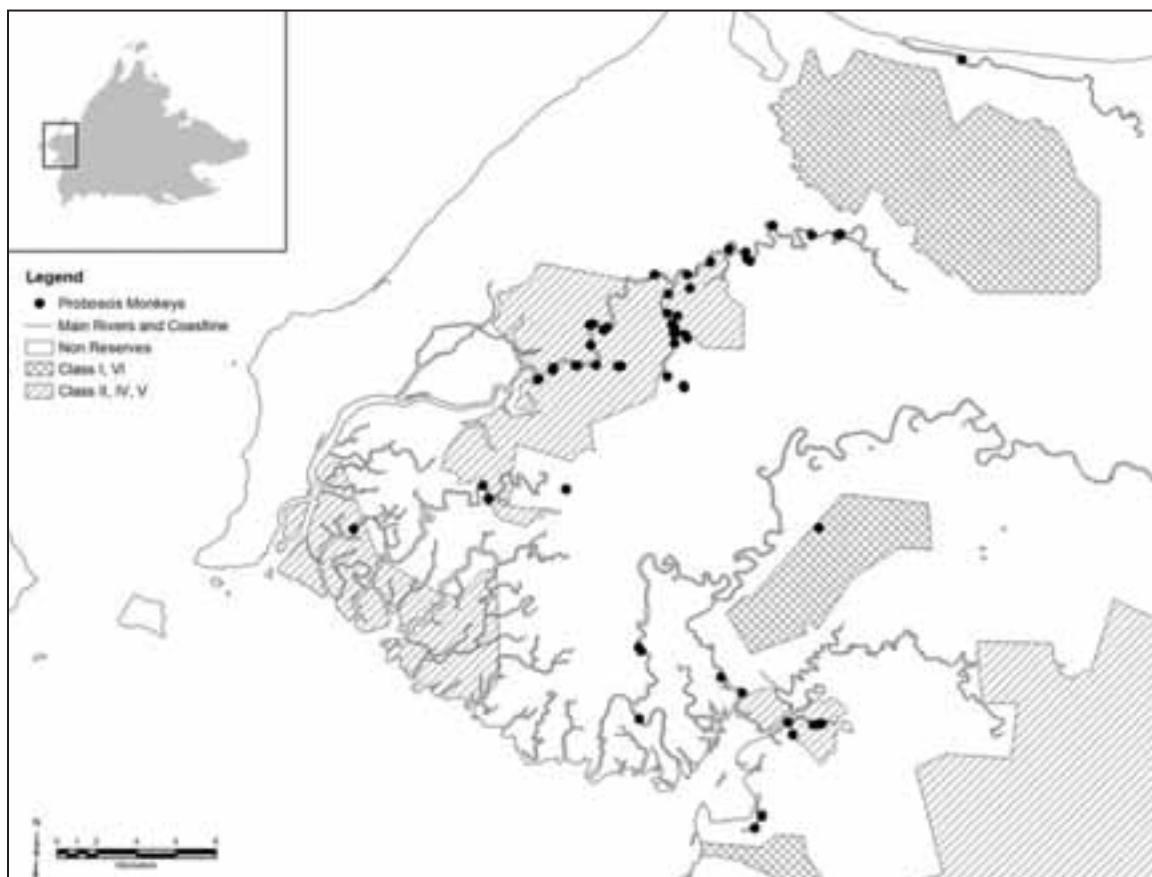 Legend
Proboscis Monkeys
Main Rivers and Coastline
Non Reserves
Class I, VI
Class II, IV, V
N